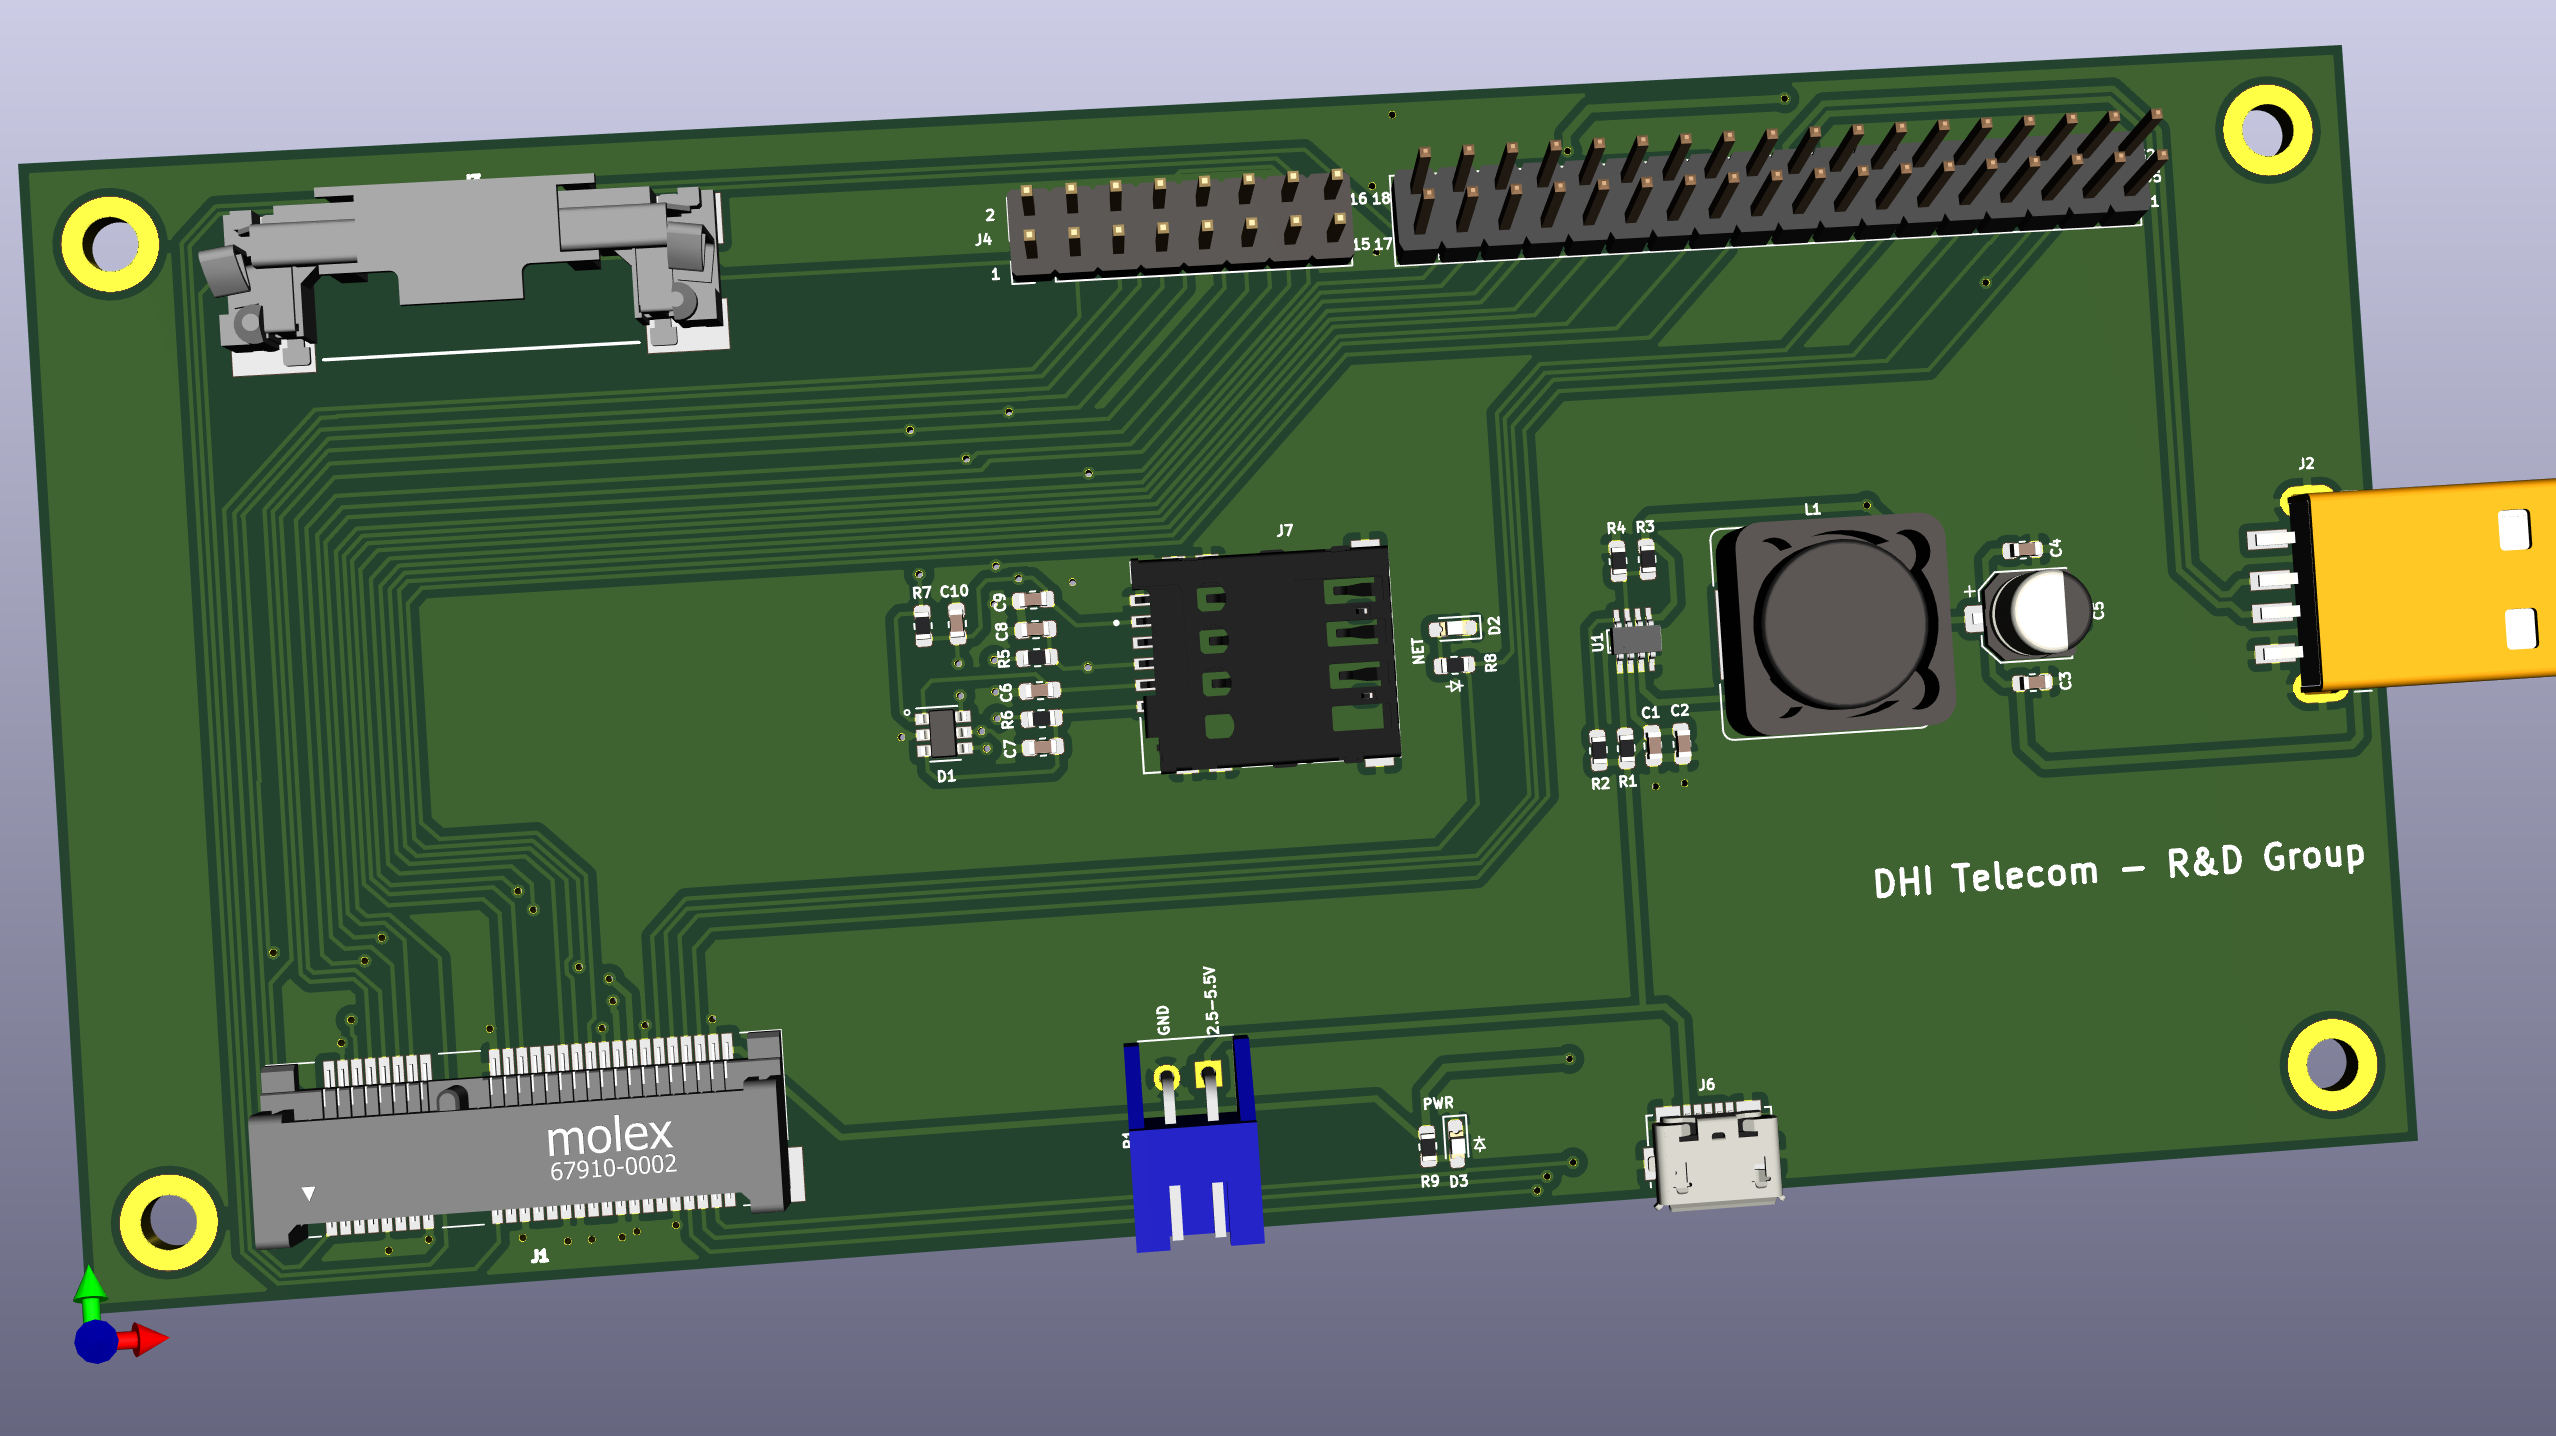 2
J4
1
16 18
15 17
1
J2
J7
L1
R4 R3
C4
+
C5
C3
U1
C1 C2
R2 R1
R7 C10
C9
C8
R5
C6
R6
C7
D1
NET
D2
R8
DHI Telecom – R&D Group
GND
2.5–5.5V
PWR
R9 D3
J6
molex
67910-0002
J1